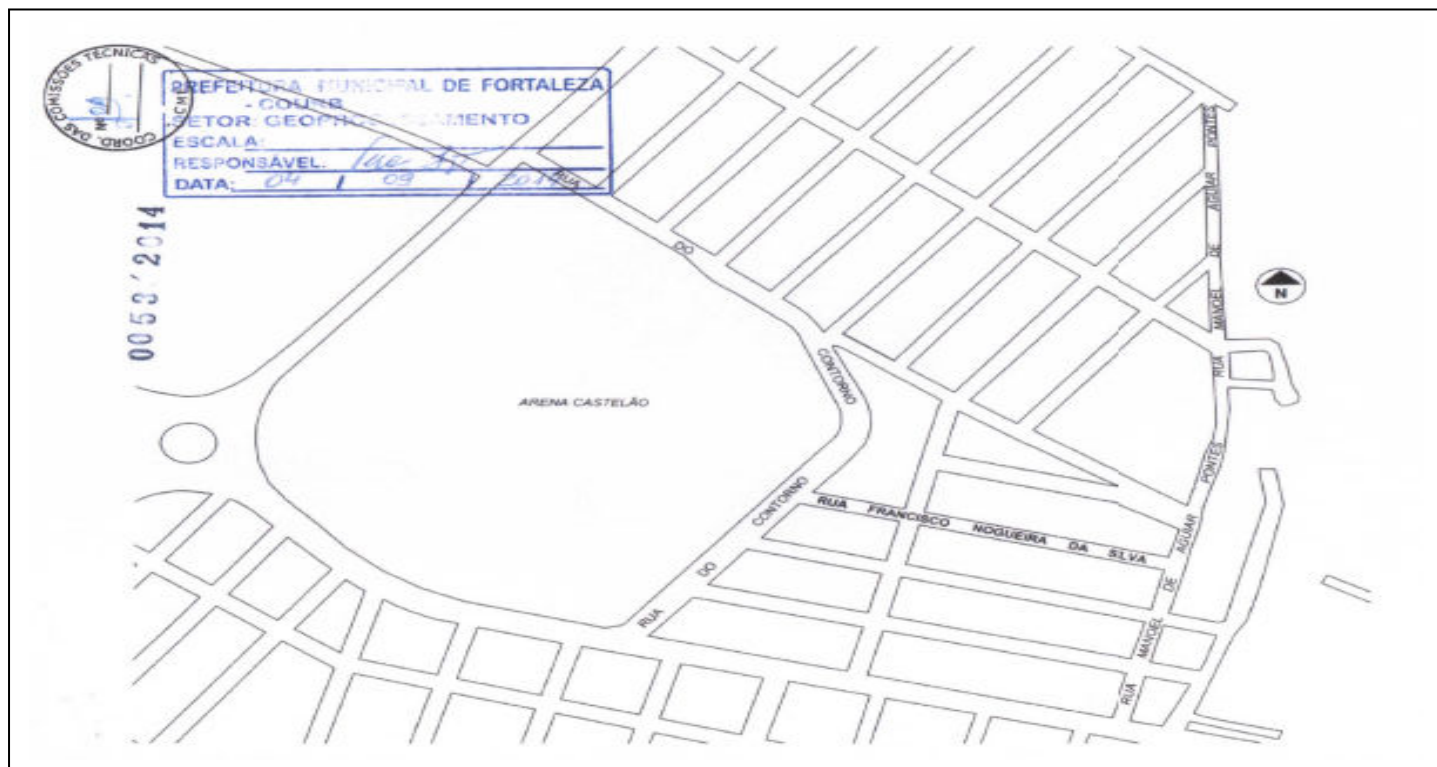 COORD. DAS COMISSÕES TÉCNICAS
CMCMF
Nº
PREFEITURA MUNICIPAL DE FORTALEZA
- COURB
SETOR: GEOPROCESSAMENTO
ESCALA:
RESPONSÁVEL:
DATA: 04 / 09 / 2014
0053/2014
RUA DO CONTORNO
ARENA CASTELÃO
RUA DO CONTORNO
RUA FRANCISCO NOGUEIRA DA SILVA
RUA MANOEL DE AGUIAR PONTES
RUA MANOEL DE AGUIAR PONTES
N